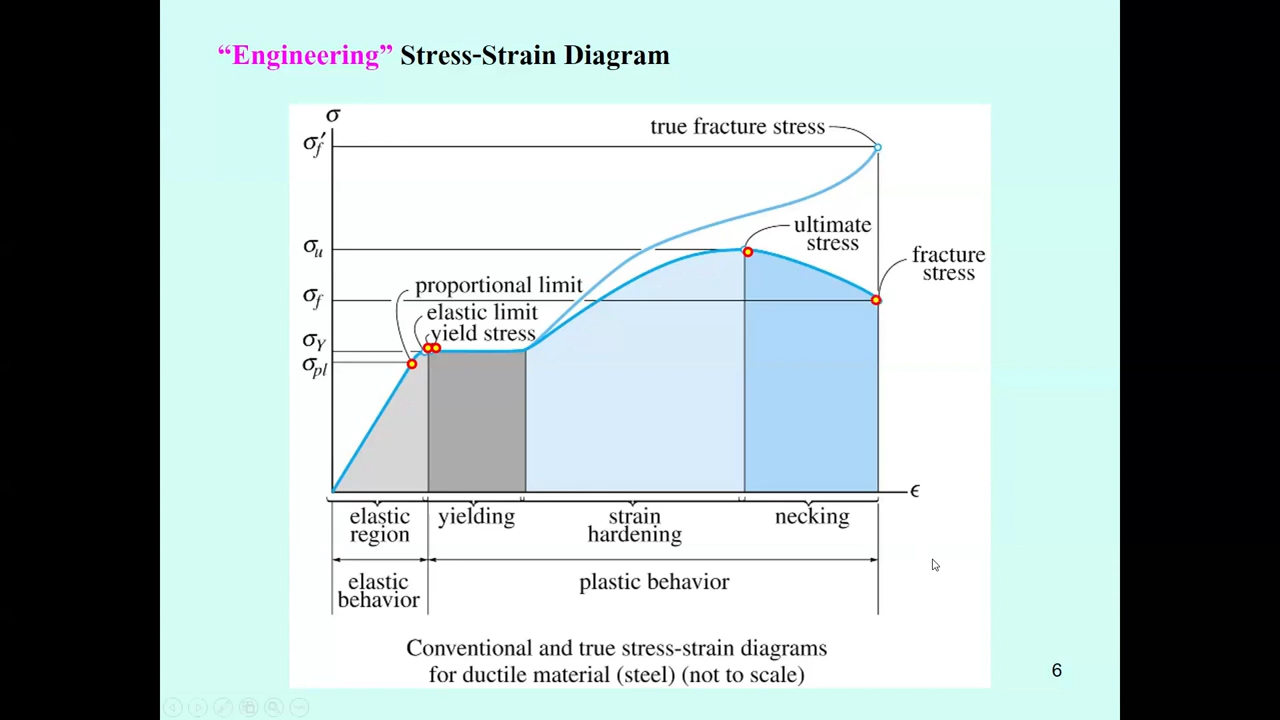 “Engineering” Stress-Strain Diagram
σ
σ′f
true fracture stress
σu
ultimate
stress
fracture
stress
σf
proportional limit
elastic limit
yield stress
σY
σpl
ϵ
elastic
region
yielding
strain
hardening
necking
elastic
behavior
plastic behavior
Conventional and true stress-strain diagrams
for ductile material (steel) (not to scale)
6